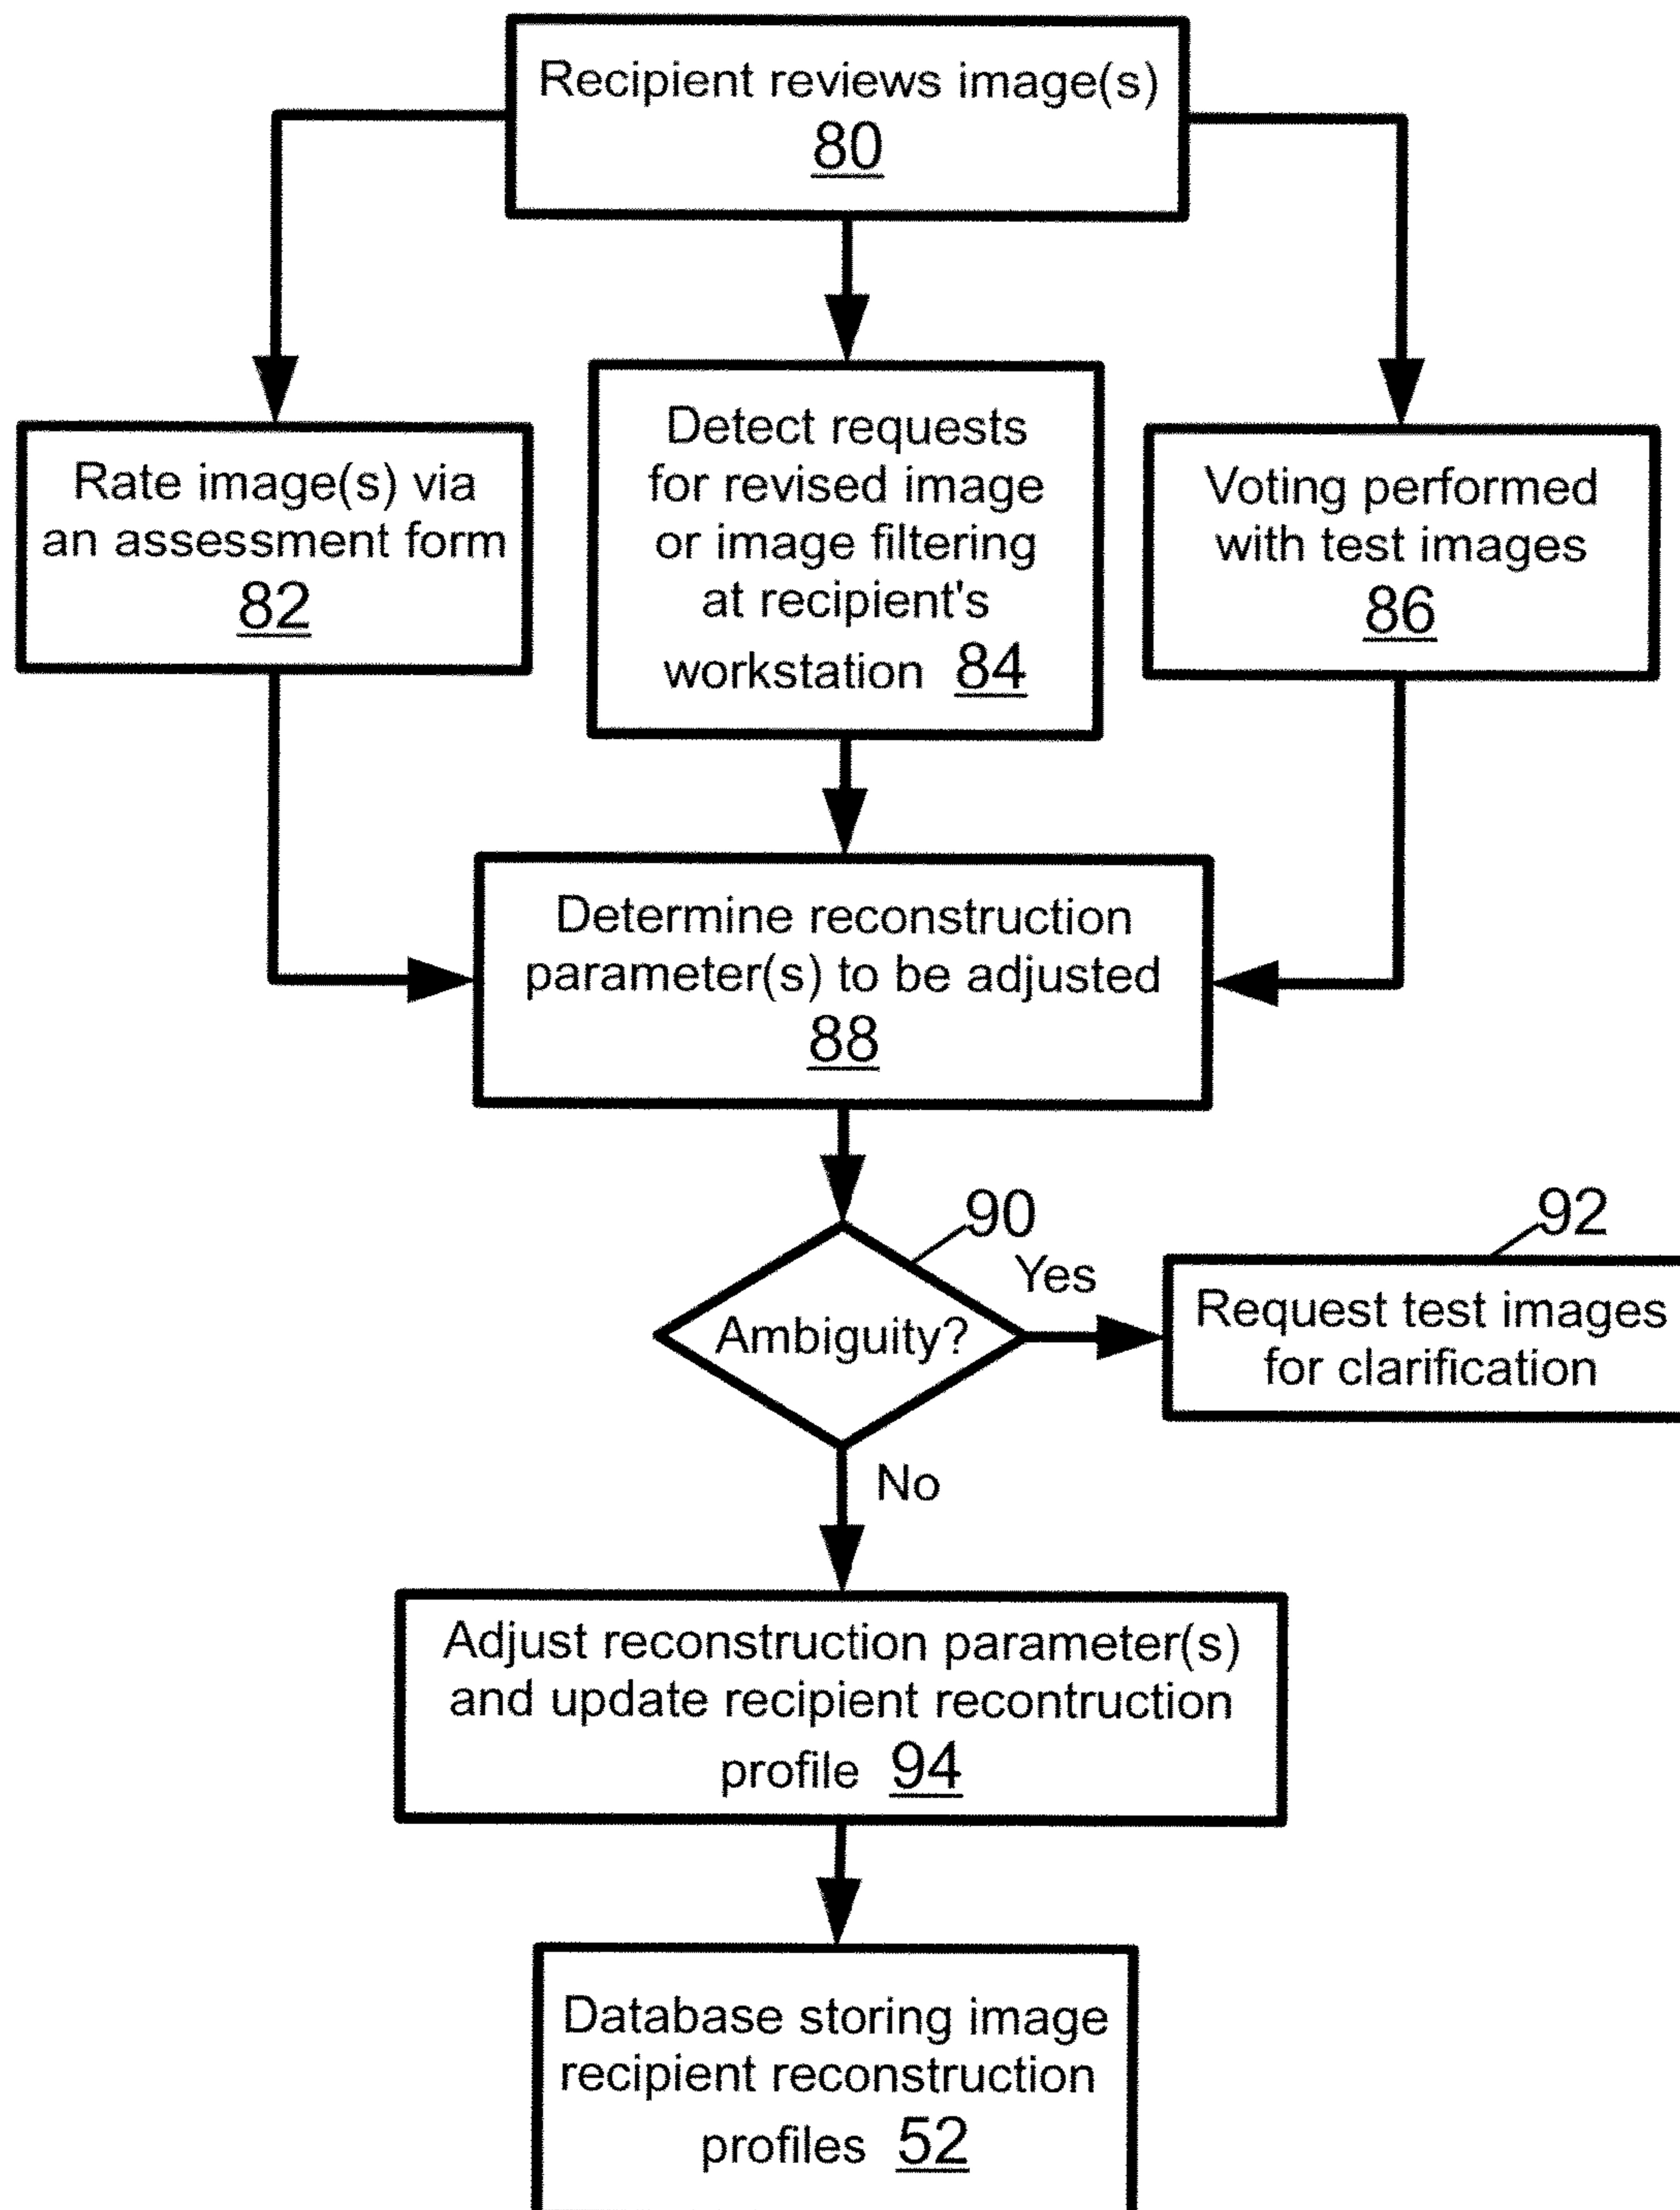 Recipient reviews image(s)
80
Rate image(s) via
an assessment form
82
Detect requests
for revised image
or image filtering
at recipient's
workstation 84
Voting performed
with test images
86
Determine reconstruction
parameter(s) to be adjusted
88
90
Ambiguity?
Yes
92
Request test images
for clarification
No
Adjust reconstruction parameter(s)
and update recipient recontruction
profile 94
Database storing image
recipient reconstruction
profiles 52